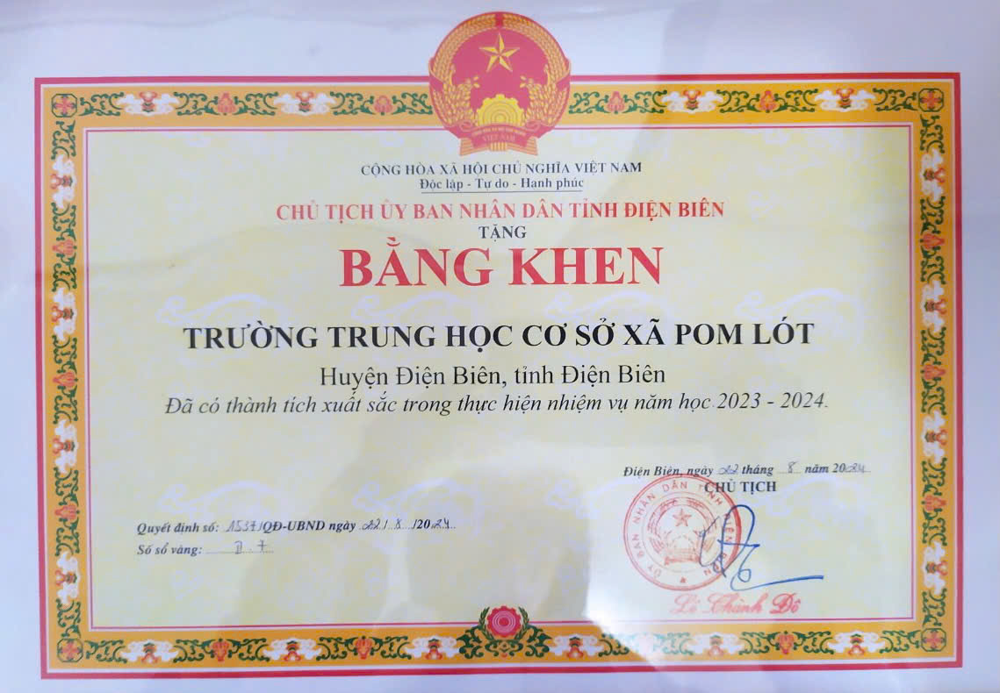 VIỆT NAM
CỘNG HÒA XÃ HỘI CHỦ NGHĨA VIỆT NAM
Độc lập - Tự do - Hạnh phúc
CHỦ TỊCH ỦY BAN NHÂN DÂN TỈNH ĐIỆN BIÊN
TẶNG
BẰNG KHEN
TRƯỜNG TRUNG HỌC CƠ SỞ XÃ POM LÓT
Huyện Điện Biên, tỉnh Điện Biên
Đã có thành tích xuất sắc trong thực hiện nhiệm vụ năm học 2023 - 2024.
Điện Biên, ngày 22 tháng 8 năm 2024
CHỦ TỊCH
ỦY BAN NHÂN DÂN TỈNH ĐIỆN BIÊN
Quyết định số: 1537/QĐ-UBND ngày 22/8/2024
Số sổ vàng: II.7
Lê Thành Đô